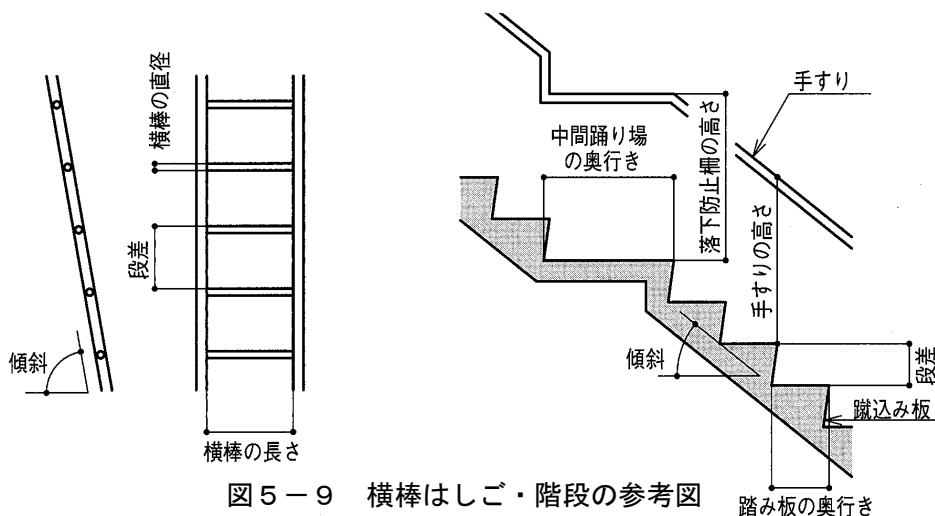 横棒の直径
段差
傾斜
横棒の長さ
中間踊り場
の奥行き
落下防止柵の高さ
手すり
手すりの高さ
傾斜
段差
蹴込み板
踏み板の奥行き
図5-9 横棒はしご・階段の参考図